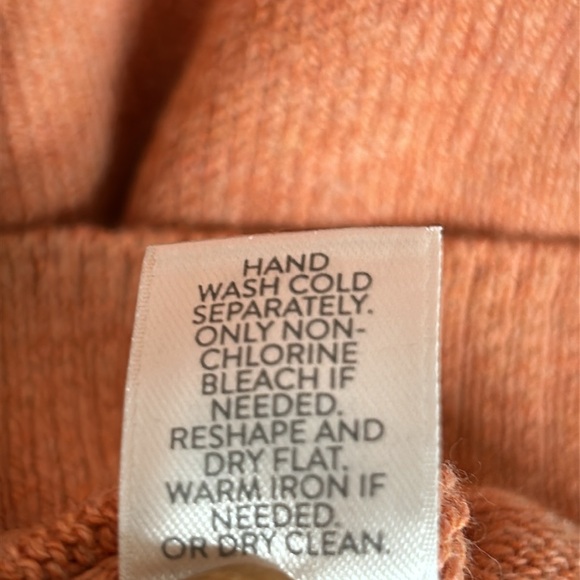 HAND
WASH COLD
SEPARATELY.
ONLY NON-
CHLORINE
BLEACH IF
NEEDED.
RESHAPE AND
DRY FLAT.
WARM IRON IF
NEEDED.
OR DRY CLEAN.